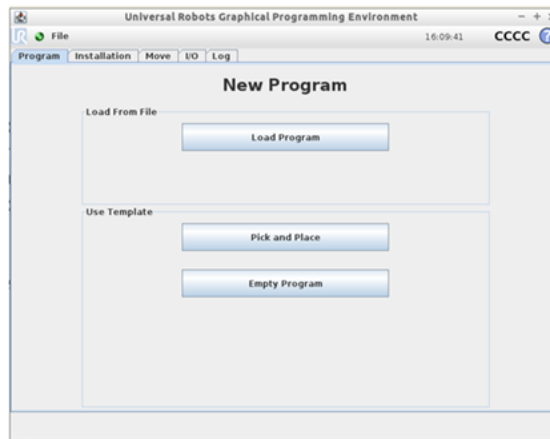 Universal Robots Graphical Programming Environment
File 16:09:41 CCCC ?
Program Installation Move I/O Log
New Program
Load From File
Load Program
Use Template
Pick and Place
Empty Program